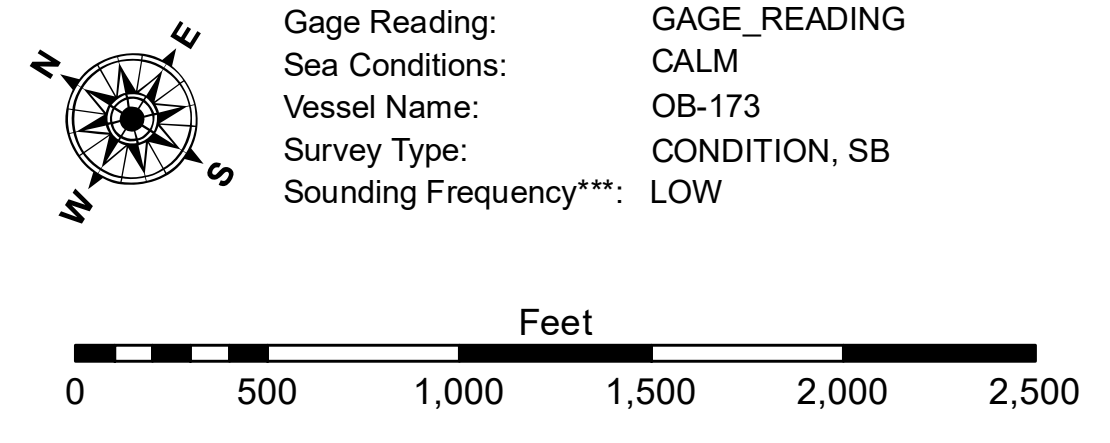 N
E
S
W
Gage Reading: GAGE_READING
Sea Conditions: CALM
Vessel Name: OB-173
Survey Type: CONDITION, SB
Sounding Frequency***: LOW
Feet
0 500 1,000 1,500 2,000 2,500